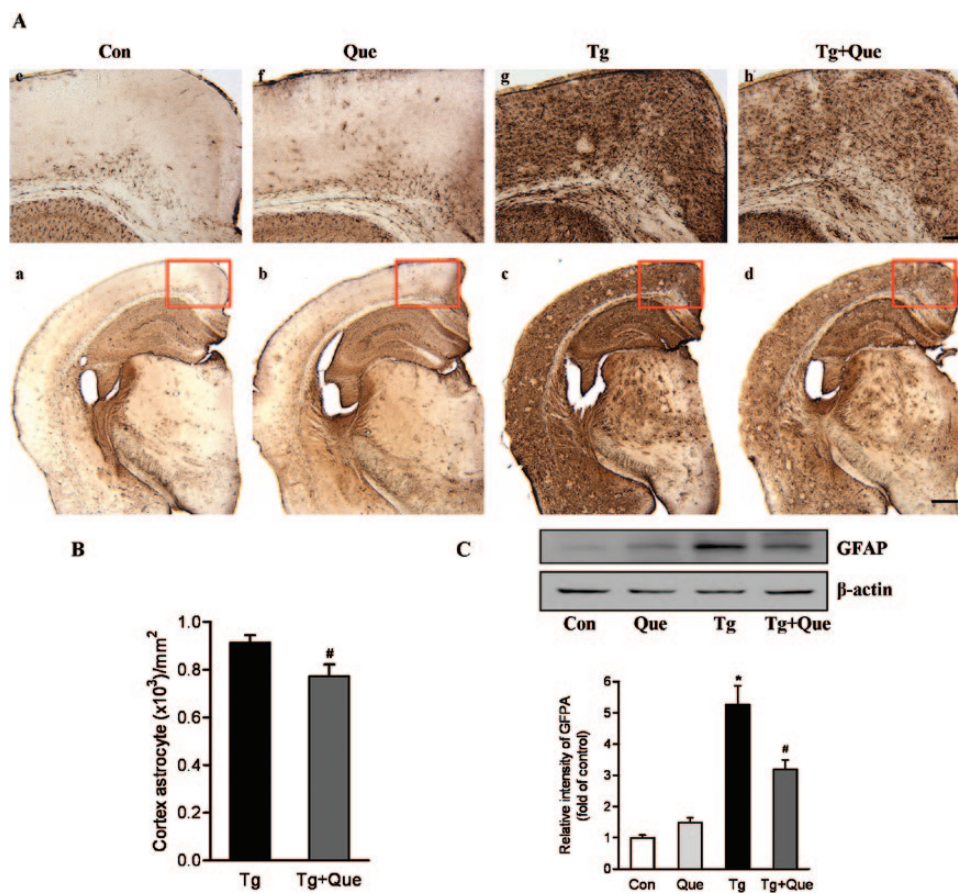 A
Con Que Tg Tg+Que
e f g h
a b c d
B
C
GFAP
β-actin
Con Que Tg Tg+Que
Cortex astrocyte (x10³)/mm²
1.0
0.8
0.6
0.4
0.2
0.0
#
Tg Tg+Que
Relative intensity of GFPA
(fold of control)
6
5
4
3
2
1
0
*
#
Con Que Tg Tg+Que